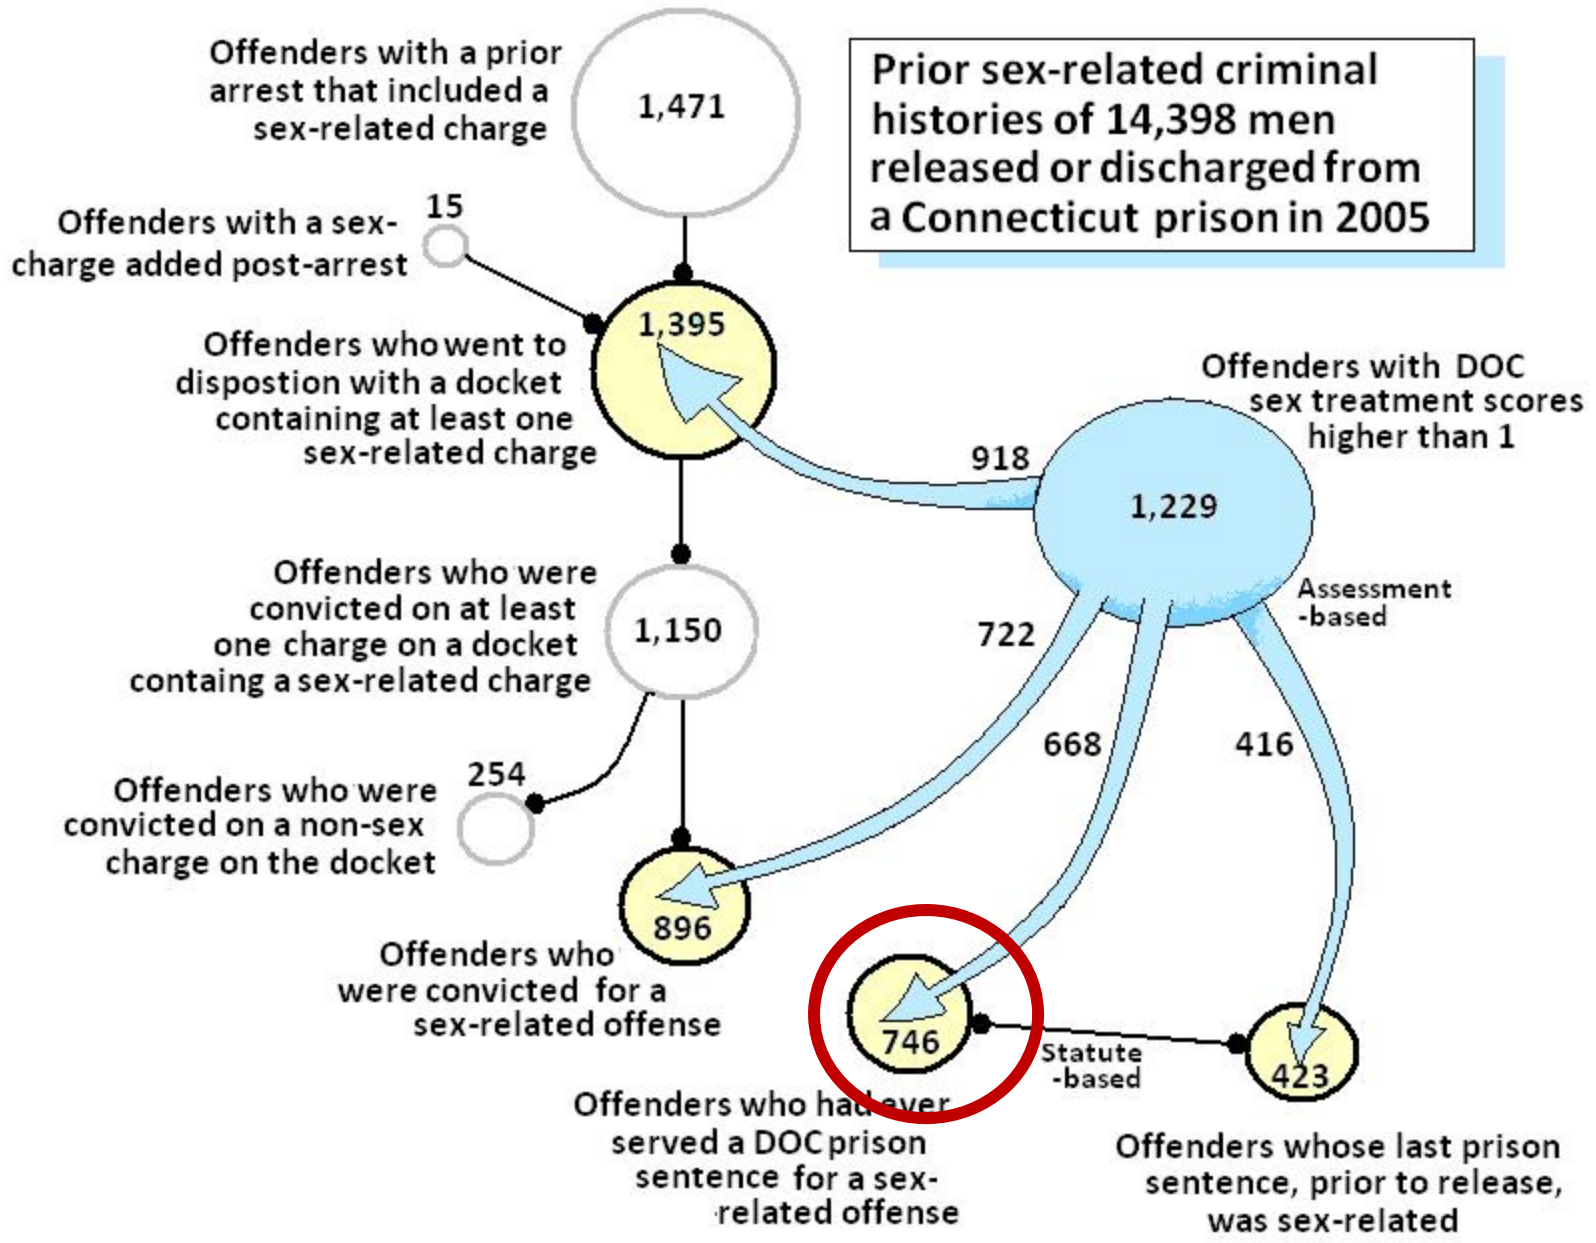 Offenders with a prior
arrest that included a
sex-related charge
1,471
Prior sex-related criminal
histories of 14,398 men
released or discharged from
a Connecticut prison in 2005
15
Offenders with a sex-
charge added post-arrest
1,395
Offenders who went to
dispostion with a docket
containing at least one
sex-related charge
Offenders with DOC
sex treatment scores
higher than 1
918
1,229
Assessment
-based
Offenders who were
convicted on at least
one charge on a docket
containg a sex-related charge
1,150
722
668
416
254
Offenders who were
convicted on a non-sex
charge on the docket
896
Offenders who
were convicted for a
sex-related offense
746
Statute
-based
423
Offenders who had ever
served a DOC prison
sentence for a sex-
related offense
Offenders whose last prison
sentence, prior to release,
was sex-related